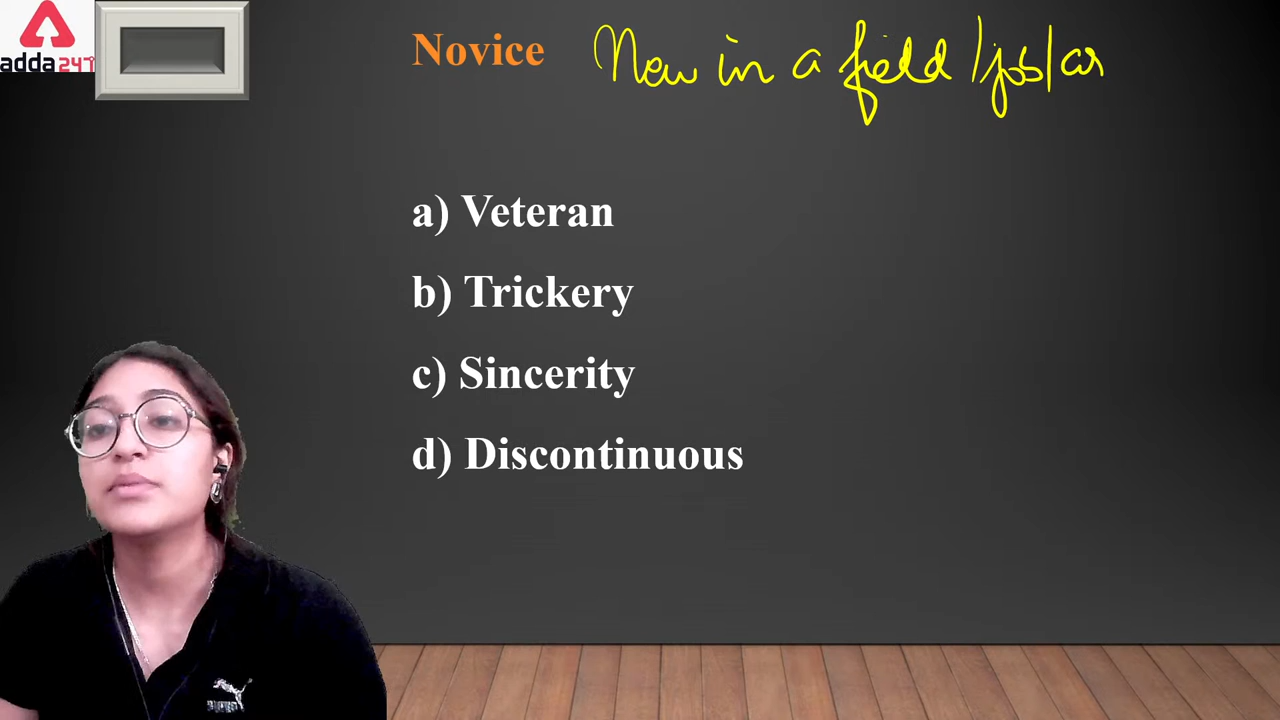 adda247
Novice New in a field/job/ar
a) Veteran
b) Trickery
c) Sincerity
d) Discontinuous